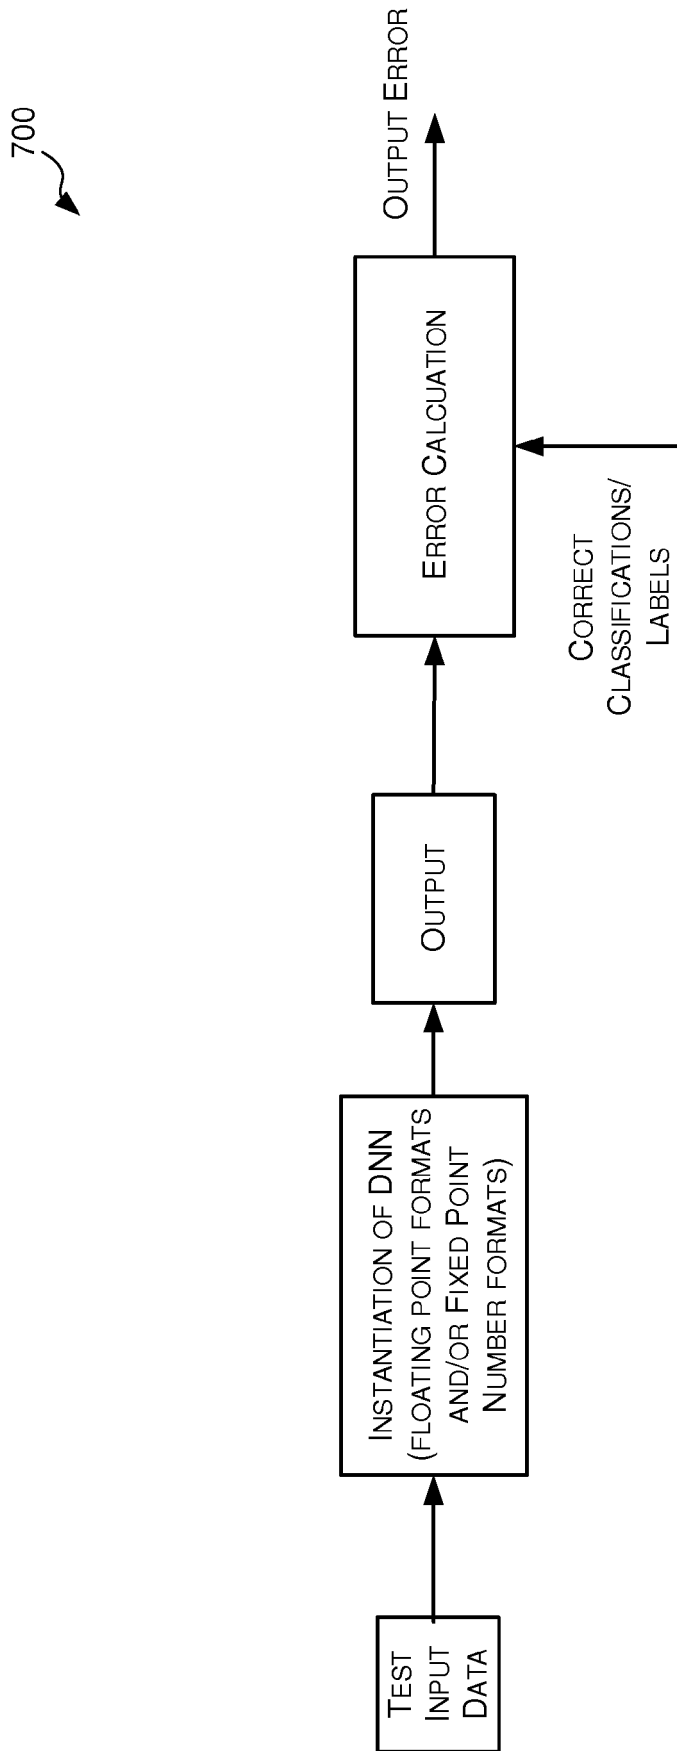 700
TEST
INPUT
DATA
INSTANTIATION OF DNN
(FLOATING POINT FORMATS
AND/OR FIXED POINT
NUMBER FORMATS)
OUTPUT
ERROR CALCUATION
OUTPUT ERROR
CORRECT
CLASSIFICATIONS/
LABELS